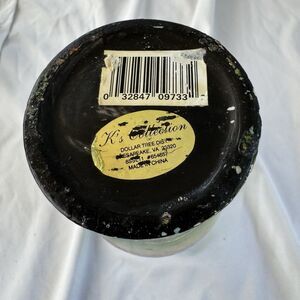 0 32847 09733
K's Collection
DOLLAR TREE DIST.
CHESAPEAKE, VA 23320
MADE IN CHINA